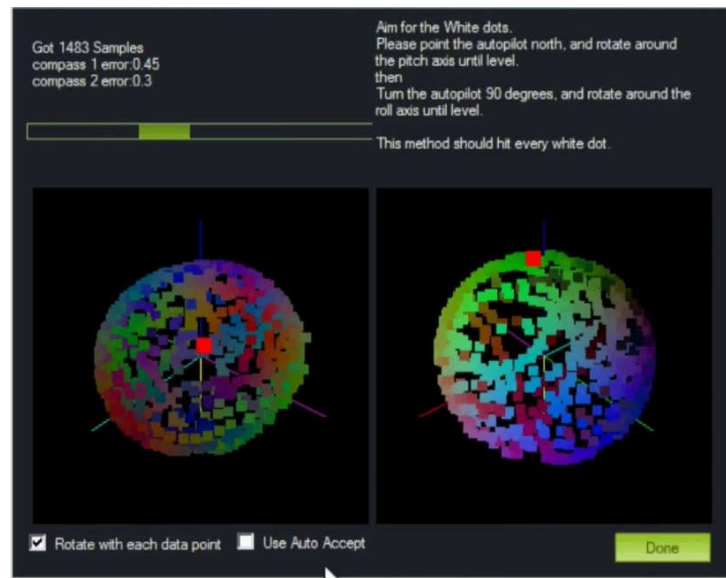 Got 1483 Samples
compass 1 error:0.45
compass 2 error:0.3
Aim for the White dots.
Please point the autopilot north, and rotate around
the pitch axis until level.
then
Turn the autopilot 90 degrees, and rotate around the
roll axis until level.
This method should hit every white dot.
Rotate with each data point
Use Auto Accept
Done